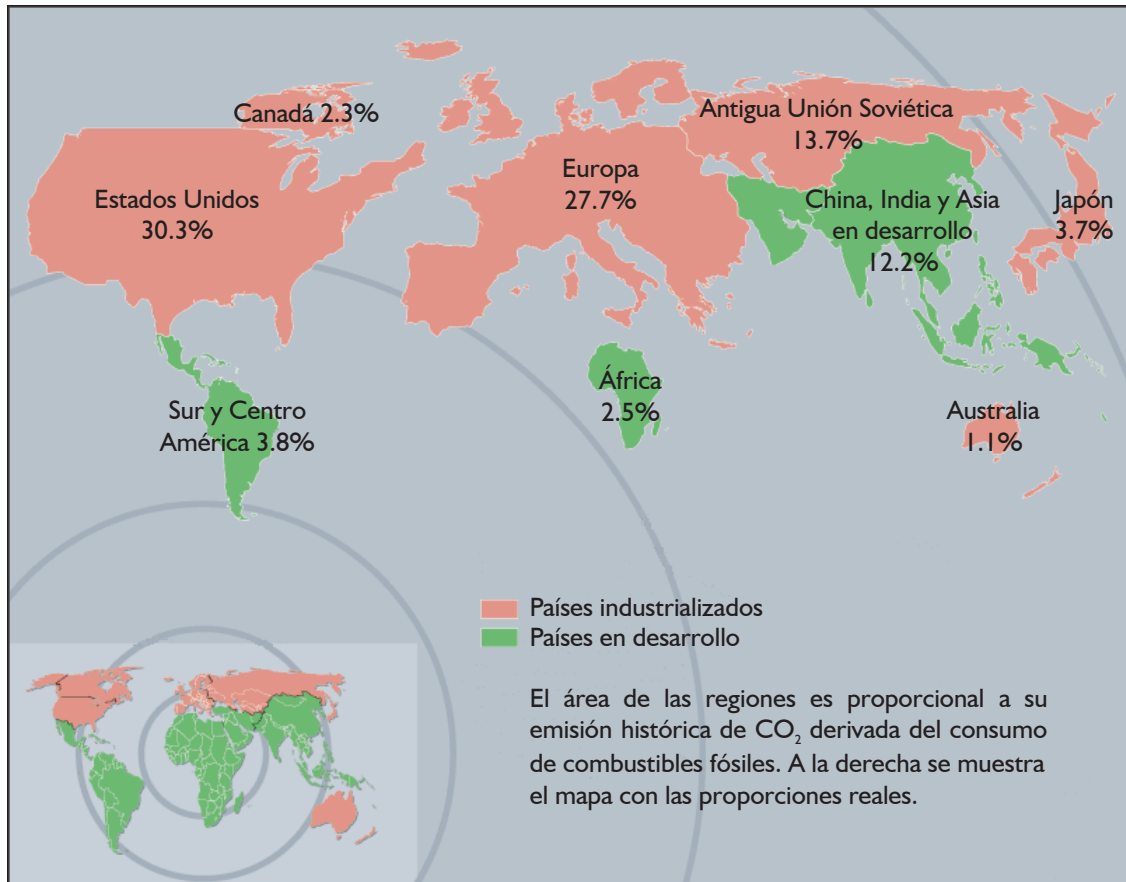 Canadá 2.3%
Antigua Unión Soviética
13.7%
Estados Unidos
30.3%
Europa
27.7%
China, India y Asia
en desarrollo
12.2%
Japón
3.7%
Sur y Centro
América 3.8%
África
2.5%
Australia
1.1%
Países industrializados
Países en desarrollo
El área de las regiones es proporcional a su
emisión histórica de CO₂ derivada del consumo
de combustibles fósiles. A la derecha se muestra
el mapa con las proporciones reales.